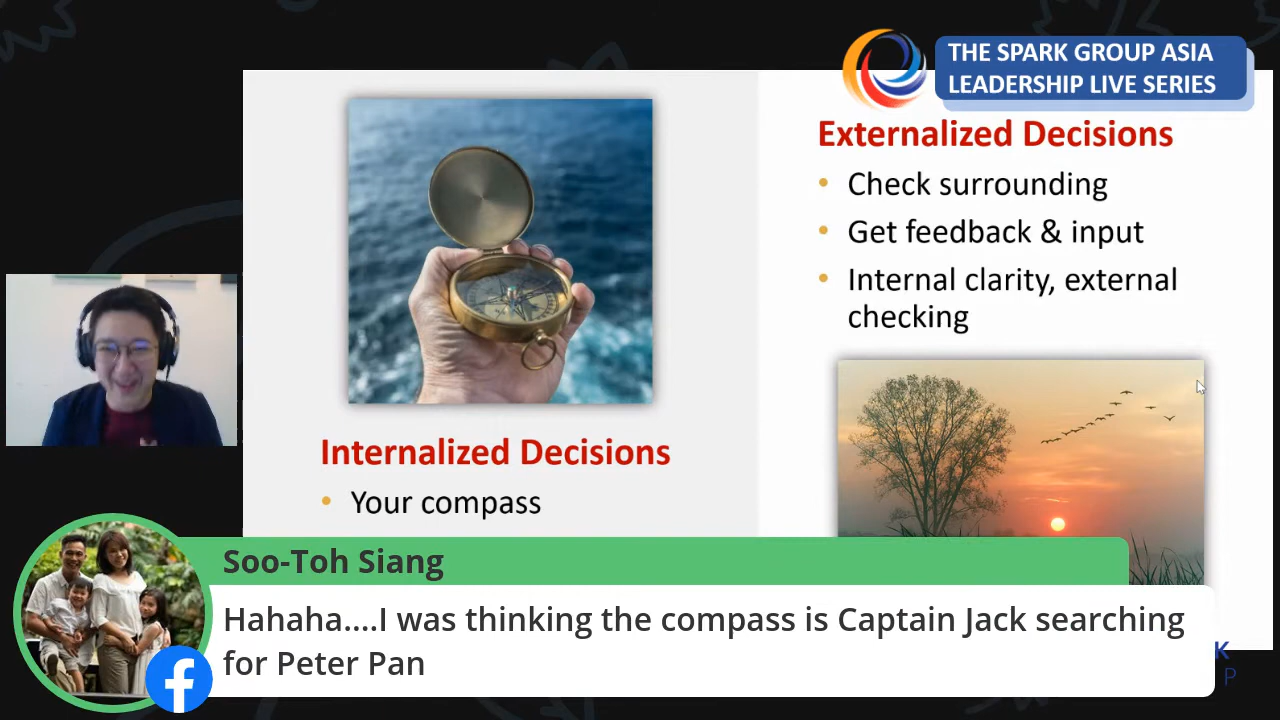 THE SPARK GROUP ASIA
LEADERSHIP LIVE SERIES
Externalized Decisions
• Check surrounding
• Get feedback & input
• Internal clarity, external
checking
Internalized Decisions
• Your compass
Soo-Toh Siang
Hahaha....I was thinking the compass is Captain Jack searching
for Peter Pan
K
P